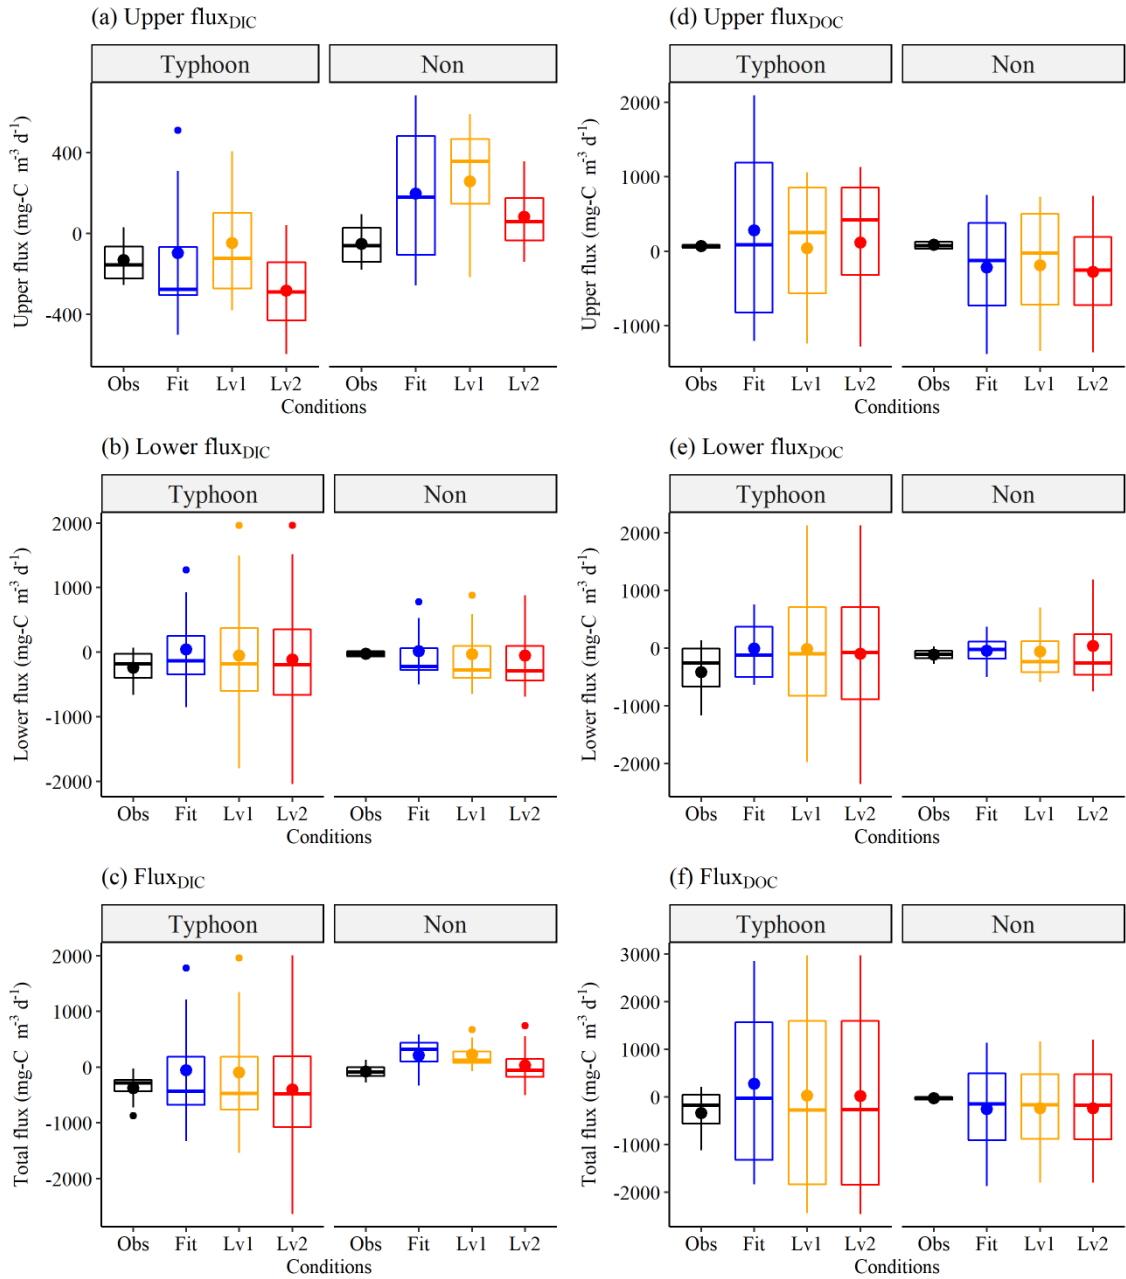 (a) Upper fluxDIC
Typhoon Non
Upper flux (mg-C m-3 d-1)
400
0
-400
Obs Fit Lv1 Lv2 Obs Fit Lv1 Lv2
Conditions
(d) Upper fluxDOC
Typhoon Non
Upper flux (mg-C m-3 d-1)
2000
1000
0
-1000
Obs Fit Lv1 Lv2 Obs Fit Lv1 Lv2
Conditions
(b) Lower fluxDIC
Typhoon Non
Lower flux (mg-C m-3 d-1)
2000
1000
0
-1000
-2000
Obs Fit Lv1 Lv2 Obs Fit Lv1 Lv2
Conditions
(e) Lower fluxDOC
Typhoon Non
Lower flux (mg-C m-3 d-1)
2000
1000
0
-1000
-2000
Obs Fit Lv1 Lv2 Obs Fit Lv1 Lv2
Conditions
(c) FluxDIC
Typhoon Non
Total flux (mg-C m-3 d-1)
2000
1000
0
-1000
-2000
Obs Fit Lv1 Lv2 Obs Fit Lv1 Lv2
Conditions
(f) FluxDOC
Typhoon Non
Total flux (mg-C m-3 d-1)
3000
2000
1000
0
-1000
-2000
Obs Fit Lv1 Lv2 Obs Fit Lv1 Lv2
Conditions